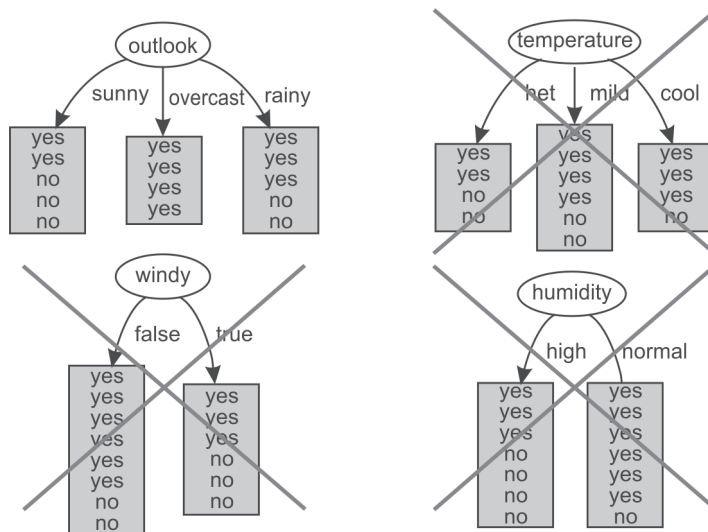 outlook
sunny overcast rainy
yes
yes
no
no
no
yes
yes
yes
yes
yes
yes
yes
no
no
temperature
het mild cool
yes
yes
no
no
yes
yes
yes
yes
no
no
yes
yes
yes
no
windy
false true
yes
yes
yes
yes
yes
yes
no
no
yes
yes
yes
no
no
no
humidity
high normal
yes
yes
yes
no
no
no
no
yes
yes
yes
yes
yes
yes
no